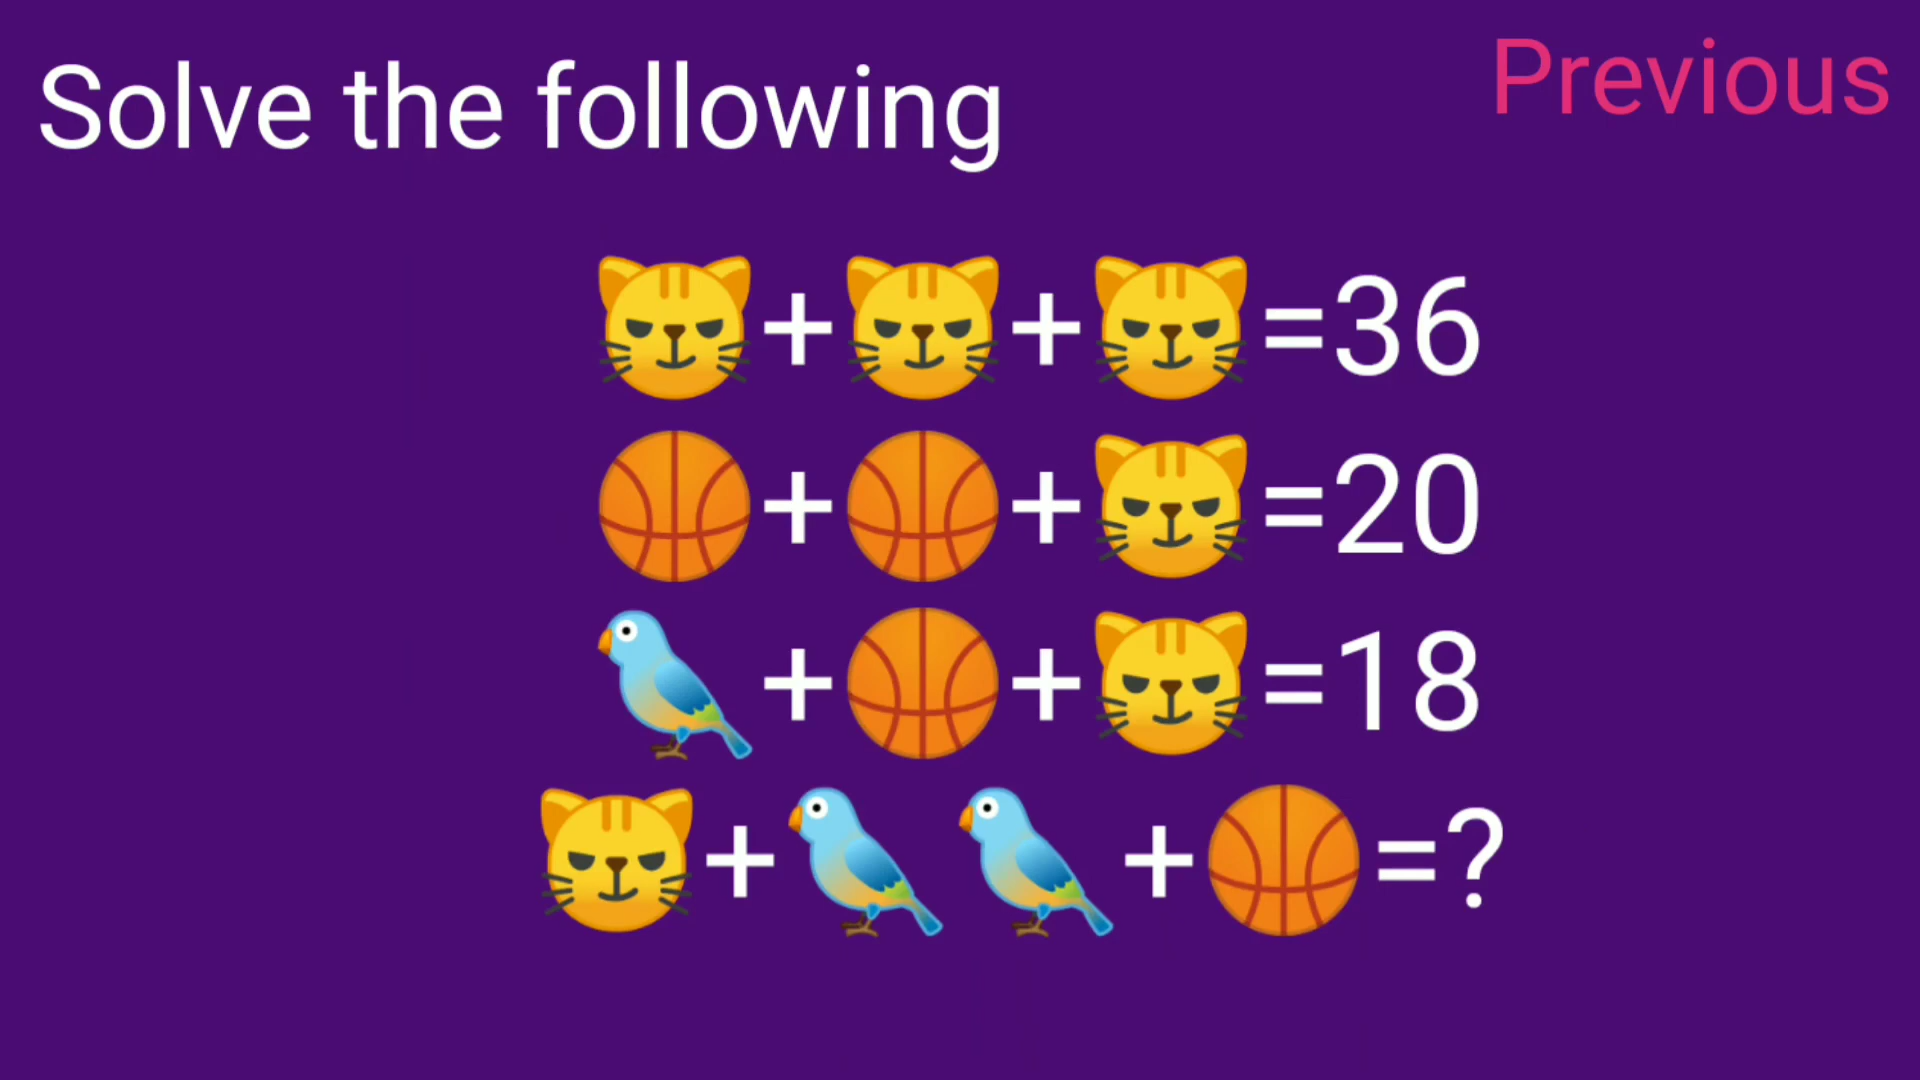 Solve the following
Previous
😼+😼+😼=36
🏀+🏀+😼=20
🐦+🏀+😼=18
😼+🐦🐦+🏀=?